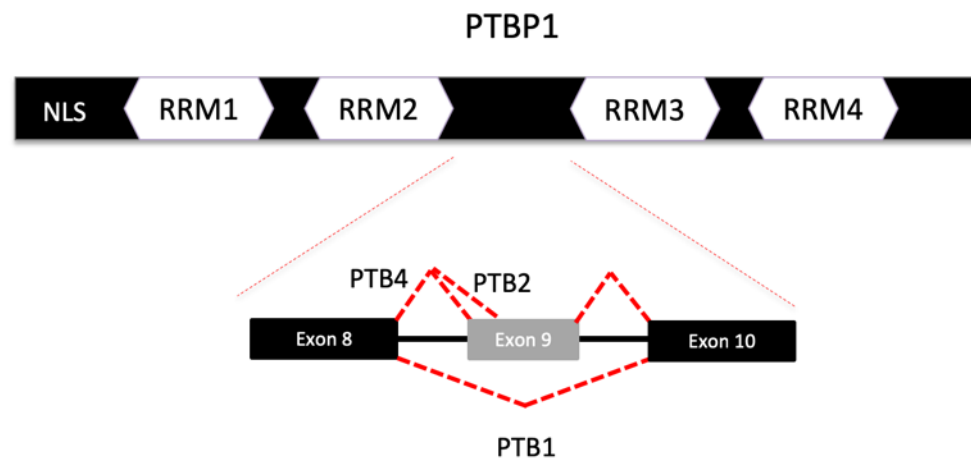 PTBP1
NLS RRM1 RRM2 RRM3 RRM4
PTB4 PTB2
Exon 8 Exon 9 Exon 10
PTB1